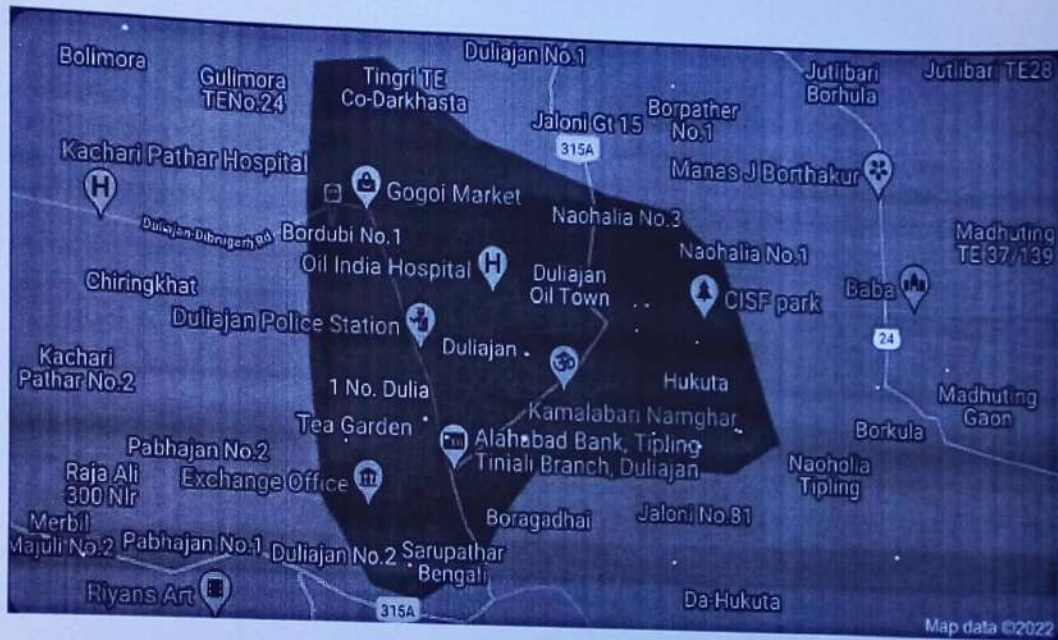 Bolimora
Duliajan No.1
Gulimora
TENo.24
Tingri TE
Co-Darkhasta
Jutlibari
Borhula
Jutlibari TE28
Jaloni Gt 15
Borpather
No.1
315A
Kachari Pathar Hospital
H
Gogoi Market
Manas J Borthakur
Naohalia No.3
Duliajan-Dibrugarh Rd
Bordubi No.1
Naohalia No.1
Madhuting
TE 37/139
Oil India Hospital
H
Duliajan
Oil Town
Chiringkhat
CISF park
Baba
Duliajan Police Station
Duliajan
24
ॐ
Kachari
Pathar No.2
1 No. Dulia
Hukuta
Madhuting
Gaon
Tea Garden
Kamalabari Namghar
Borkula
Alahabad Bank, Tipling
Tiniali Branch, Duliajan
Pabhajan No.2
Raja Ali
300 Nlr
Exchange Office
Naoholia
Tipling
Boragadhai
Jaloni No.81
Merbil
Majuli No.2
Pabhajan No.1
Duliajan No.2
Sarupathar
Bengali
Riyans Art
315A
Da-Hukuta
Map data ©2022